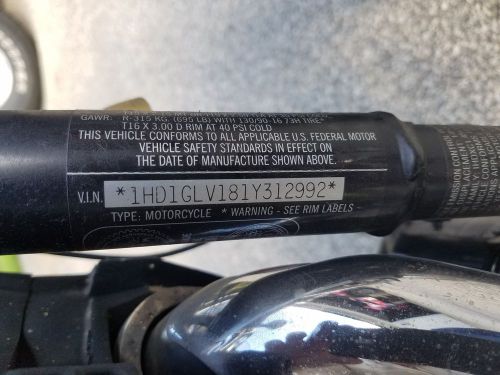 GAWR: R-315 KG. (695 LB) WITH 130/90-16 73H TIRE
T16 X 3.00 D RIM AT 40 PSI COLD
THIS VEHICLE CONFORMS TO ALL APPLICABLE U.S. FEDERAL MOTOR
VEHICLE SAFETY STANDARDS IN EFFECT ON
THE DATE OF MANUFACTURE SHOWN ABOVE.
V.I.N. *1HD1GLV181Y312992*
TYPE: MOTORCYCLE * WARNING - SEE RIM LABELS